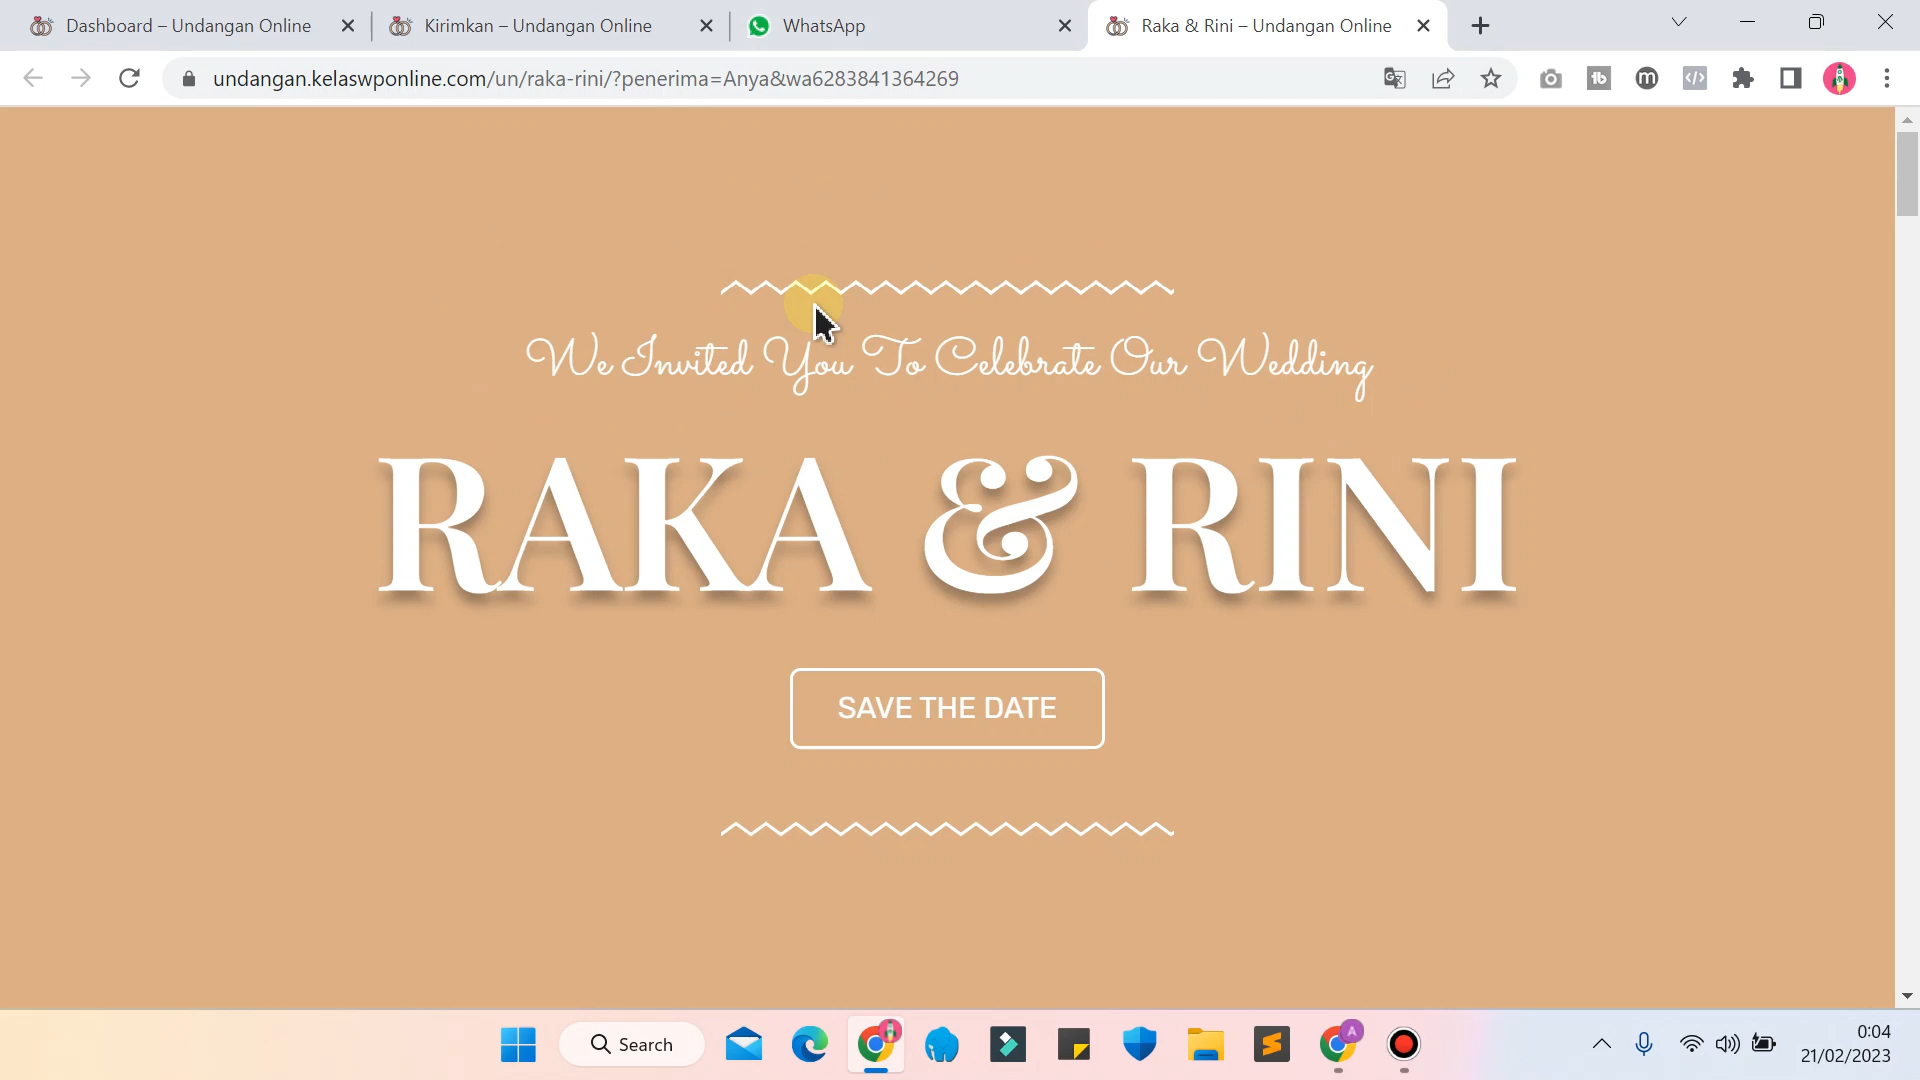 Dashboard – Undangan Online
Kirimkan – Undangan Online
WhatsApp
Raka & Rini – Undangan Online
undangan.kelaswponline.com/un/raka-rini/?penerima=Anya&wa6283841364269
We Invited You To Celebrate Our Wedding
RAKA & RINI
SAVE THE DATE
Search
A
0:04
21/02/2023